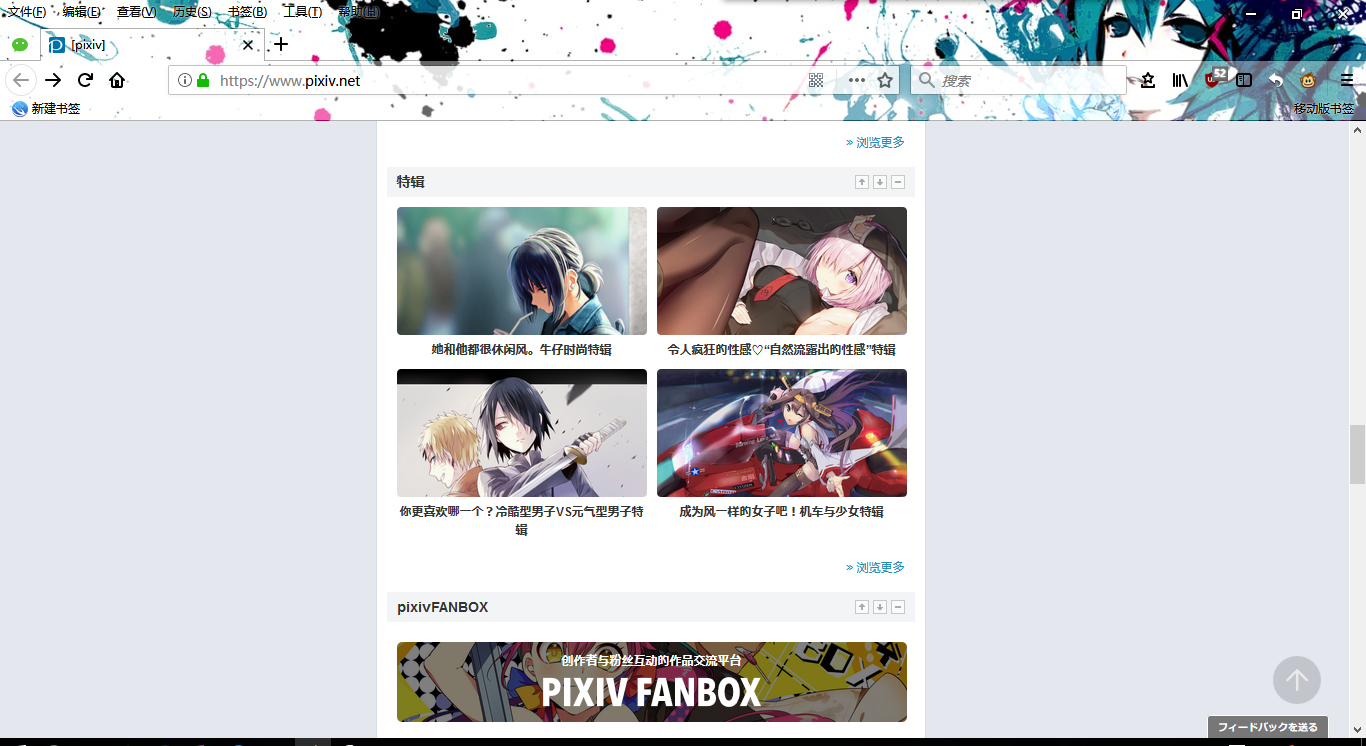 文件(F) 编辑(E) 查看(V) 历史(S) 书签(B) 工具(T) 帮助(H)
[pixiv]
https://www.pixiv.net
搜索
52
新建书签
移动版书签
» 浏览更多
特辑
她和他都很休闲风。牛仔时尚特辑
令人疯狂的性感♡“自然流露出的性感”特辑
你更喜欢哪一个？冷酷型男子VS元气型男子特
辑
成为风一样的女子吧！机车与少女特辑
» 浏览更多
pixivFANBOX
创作者与粉丝互动的作品交流平台
PIXIV FANBOX
フィードバックを送る